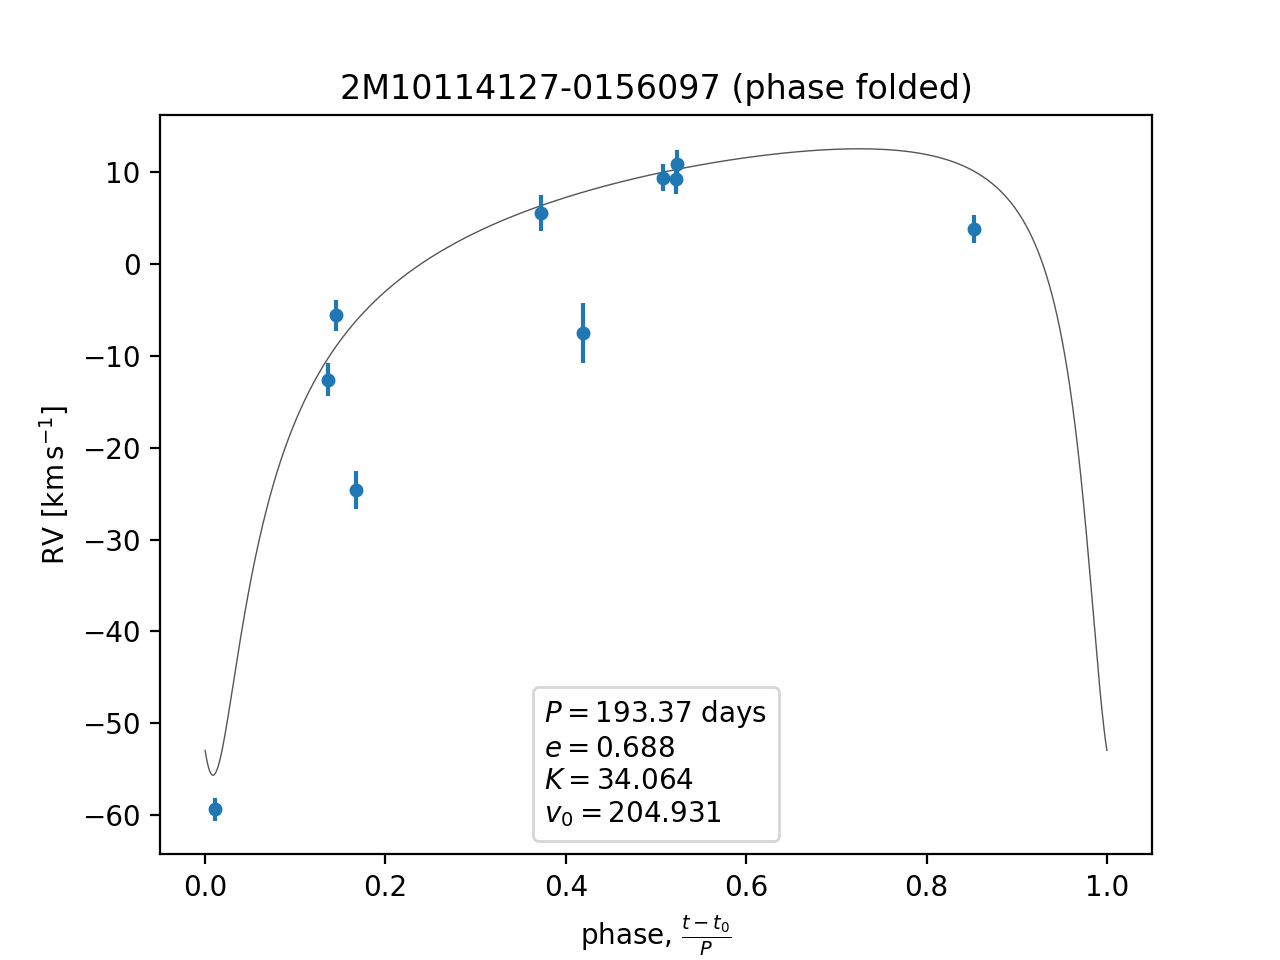 2M10114127-0156097 (phase folded)
10
0
−10
−20
−30
−40
−50
−60
RV [km s⁻¹]
P = 193.37 days
e = 0.688
K = 34.064
v₀ = 204.931
0.0 0.2 0.4 0.6 0.8 1.0
phase, (t − t₀)/P